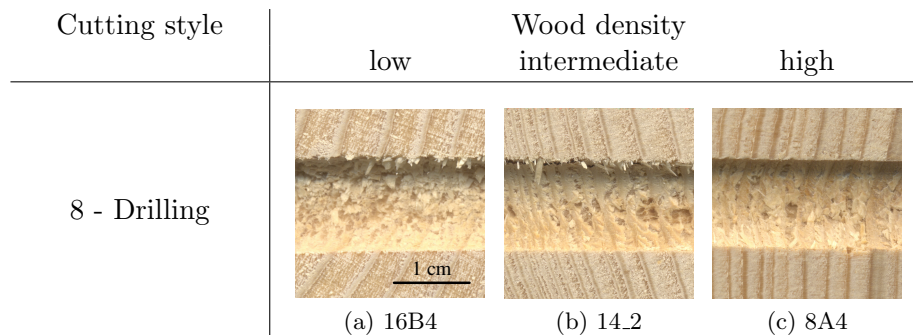 Cutting style Wood density
low intermediate high
8 - Drilling
1 cm
(a) 16B4 (b) 14_2 (c) 8A4